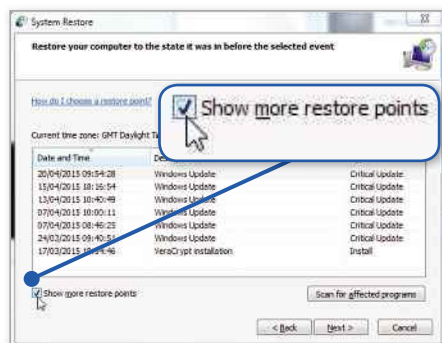 System Restore
Restore your computer to the state it was in before the selected event
How do I choose a restore point?
Show more restore points
Current time zone: GMT Daylight
Date and Time
20/04/2015 09:54:28 Windows Update Critical Update
15/04/2015 18:16:54 Windows Update Critical Update
13/04/2015 10:40:49 Windows Update Critical Update
07/04/2015 10:00:11 Windows Update Critical Update
07/04/2015 08:46:25 Windows Update Critical Update
24/03/2015 09:40:51 Windows Update Critical Update
17/03/2015 VeraCrypt installation Install
Show more restore points Scan for affected programs
< Back Next > Cancel